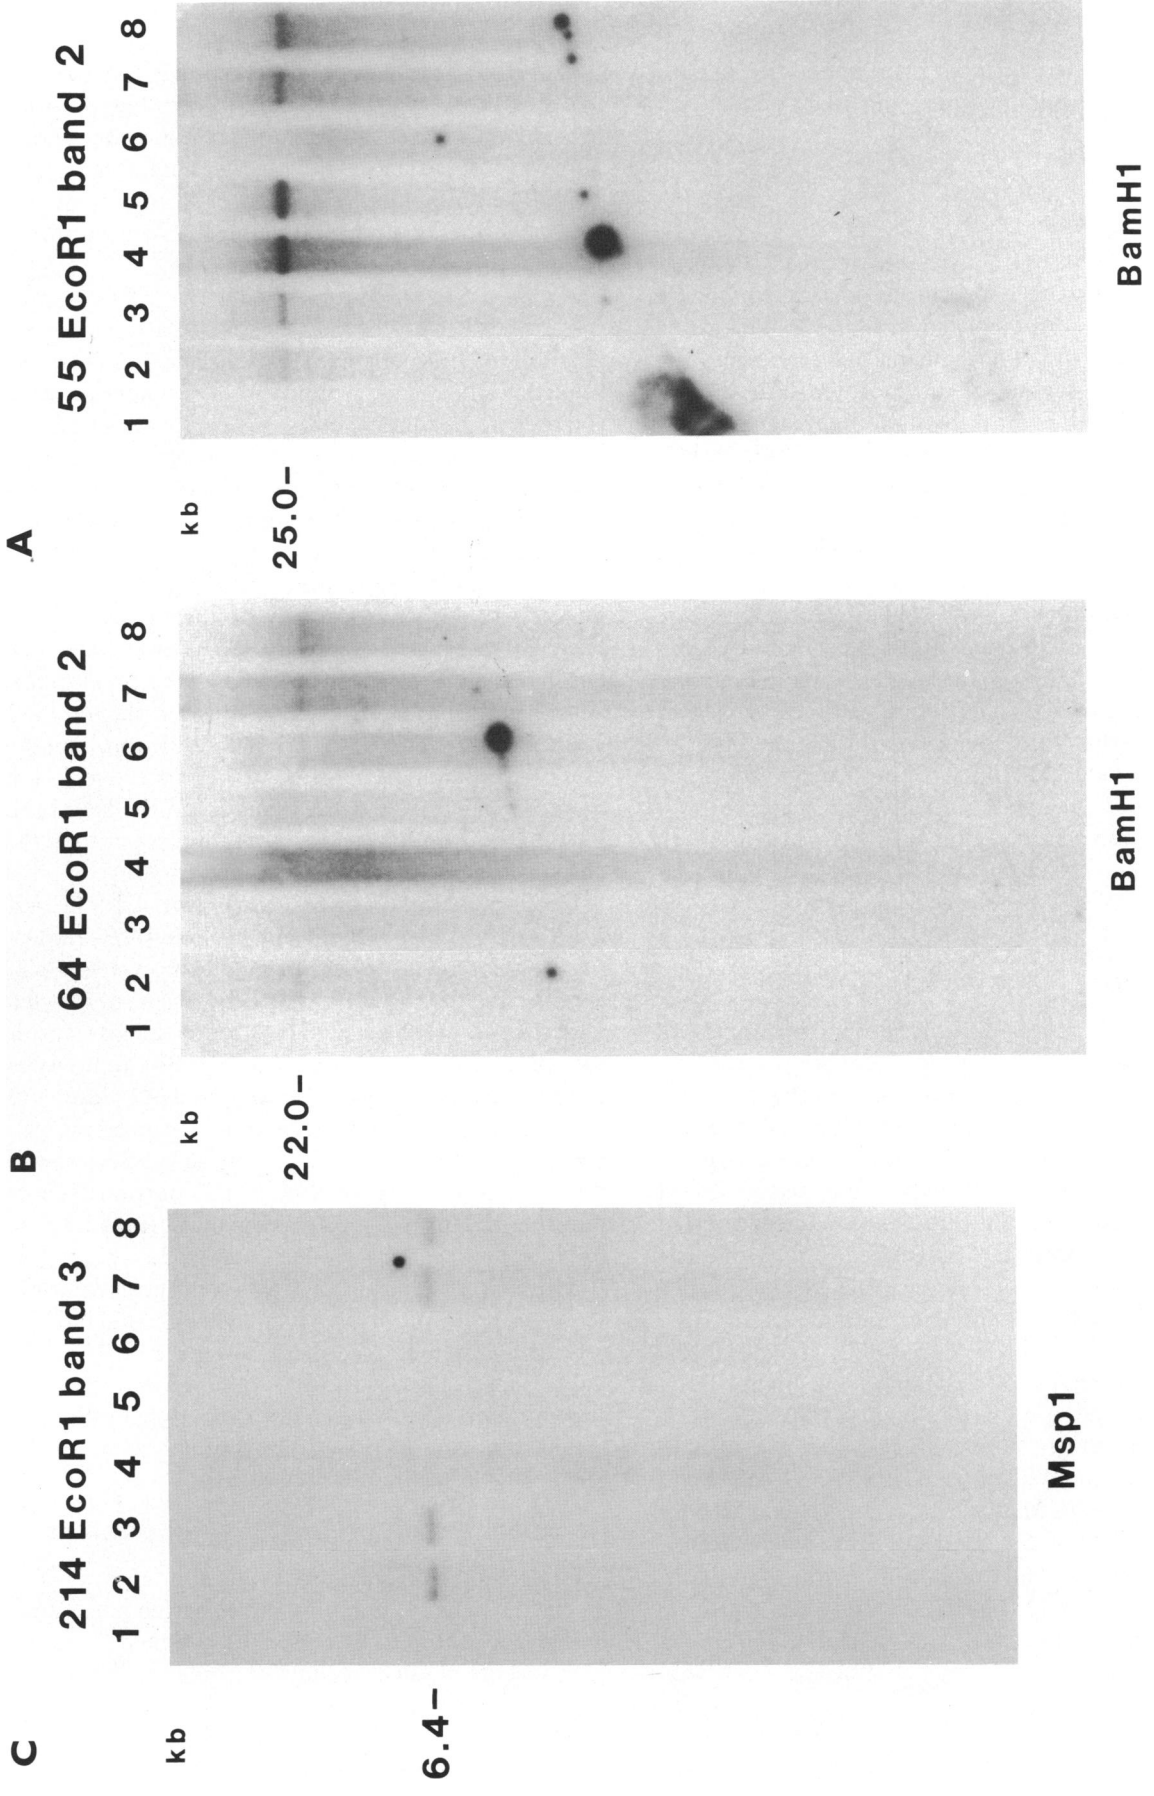 A
55 EcoR1 band 2
1 2 3 4 5 6 7 8
kb
25.0–
BamH1
B
64 EcoR1 band 2
1 2 3 4 5 6 7 8
kb
22.0–
BamH1
C
214 EcoR1 band 3
1 2 3 4 5 6 7 8
kb
6.4–
Msp1